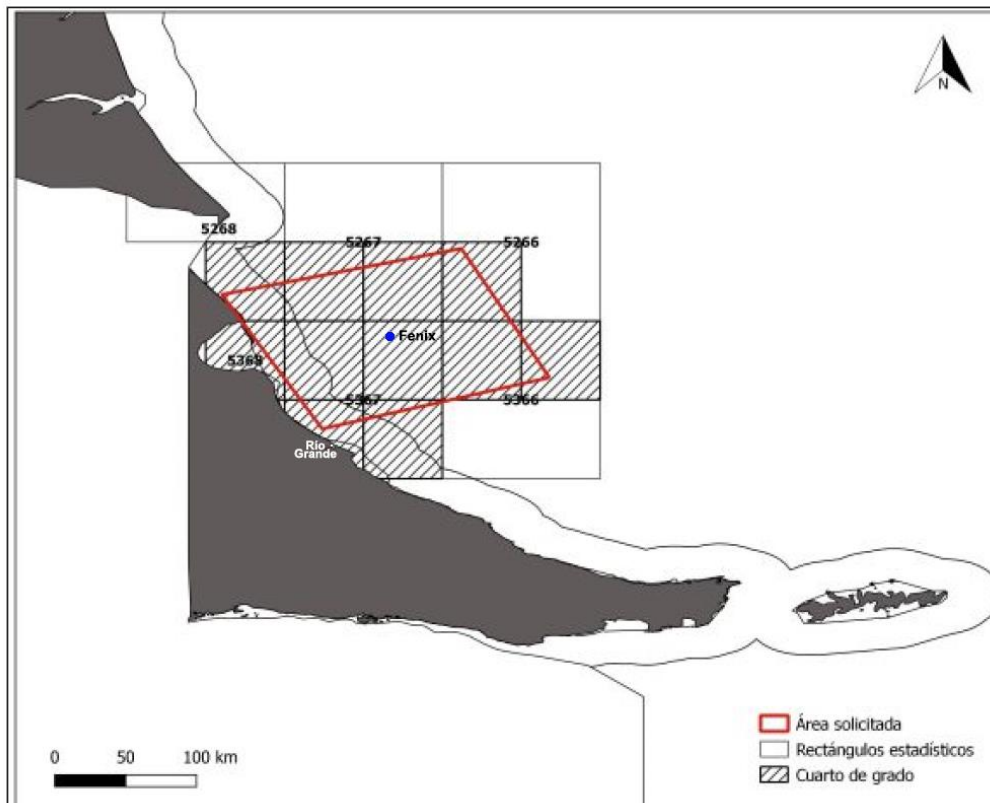 N
5268
5267
5266
Fenix
5368
5367
5366
Río
Grande
Área solicitada
Rectángulos estadísticos
Cuarto de grado
0 50 100 km